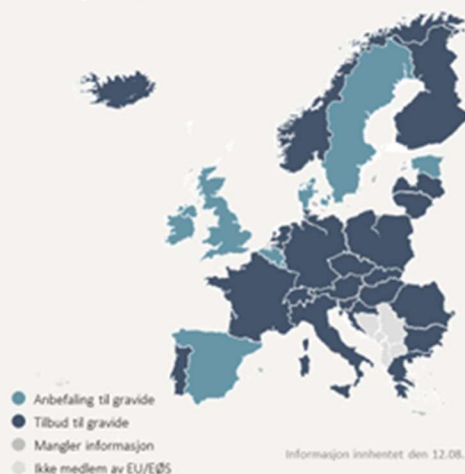 Anbefaling til gravide
Tilbud til gravide
Mangler informasjon
Ikke medlem av EU/EØS
Informasjon innhentet den 12.08.